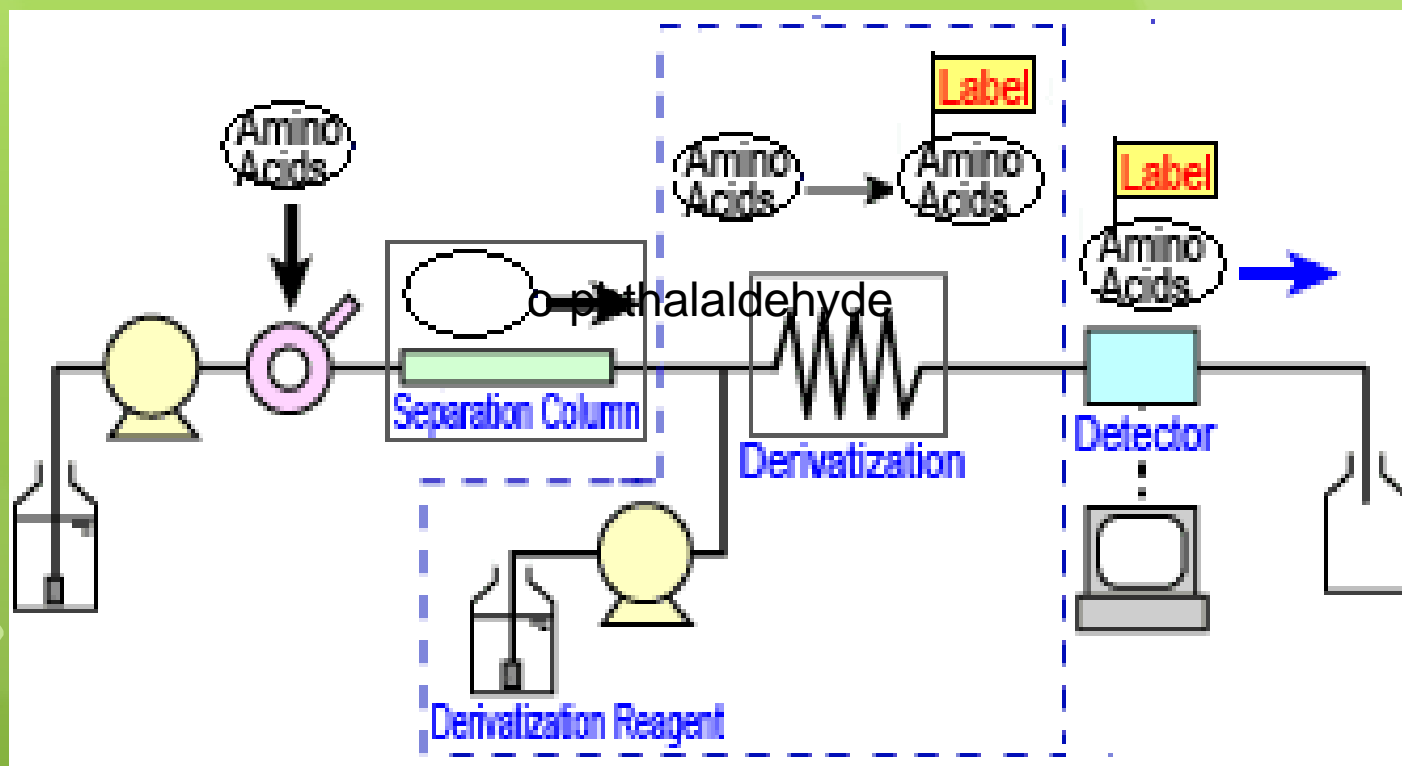 Label
Amino
Acids
Amino
Acids
Amino
Acids
Label
Amino
Acids
o-phthalaldehyde
Separation Column
Derivatization
Detector
Derivatization Reagent